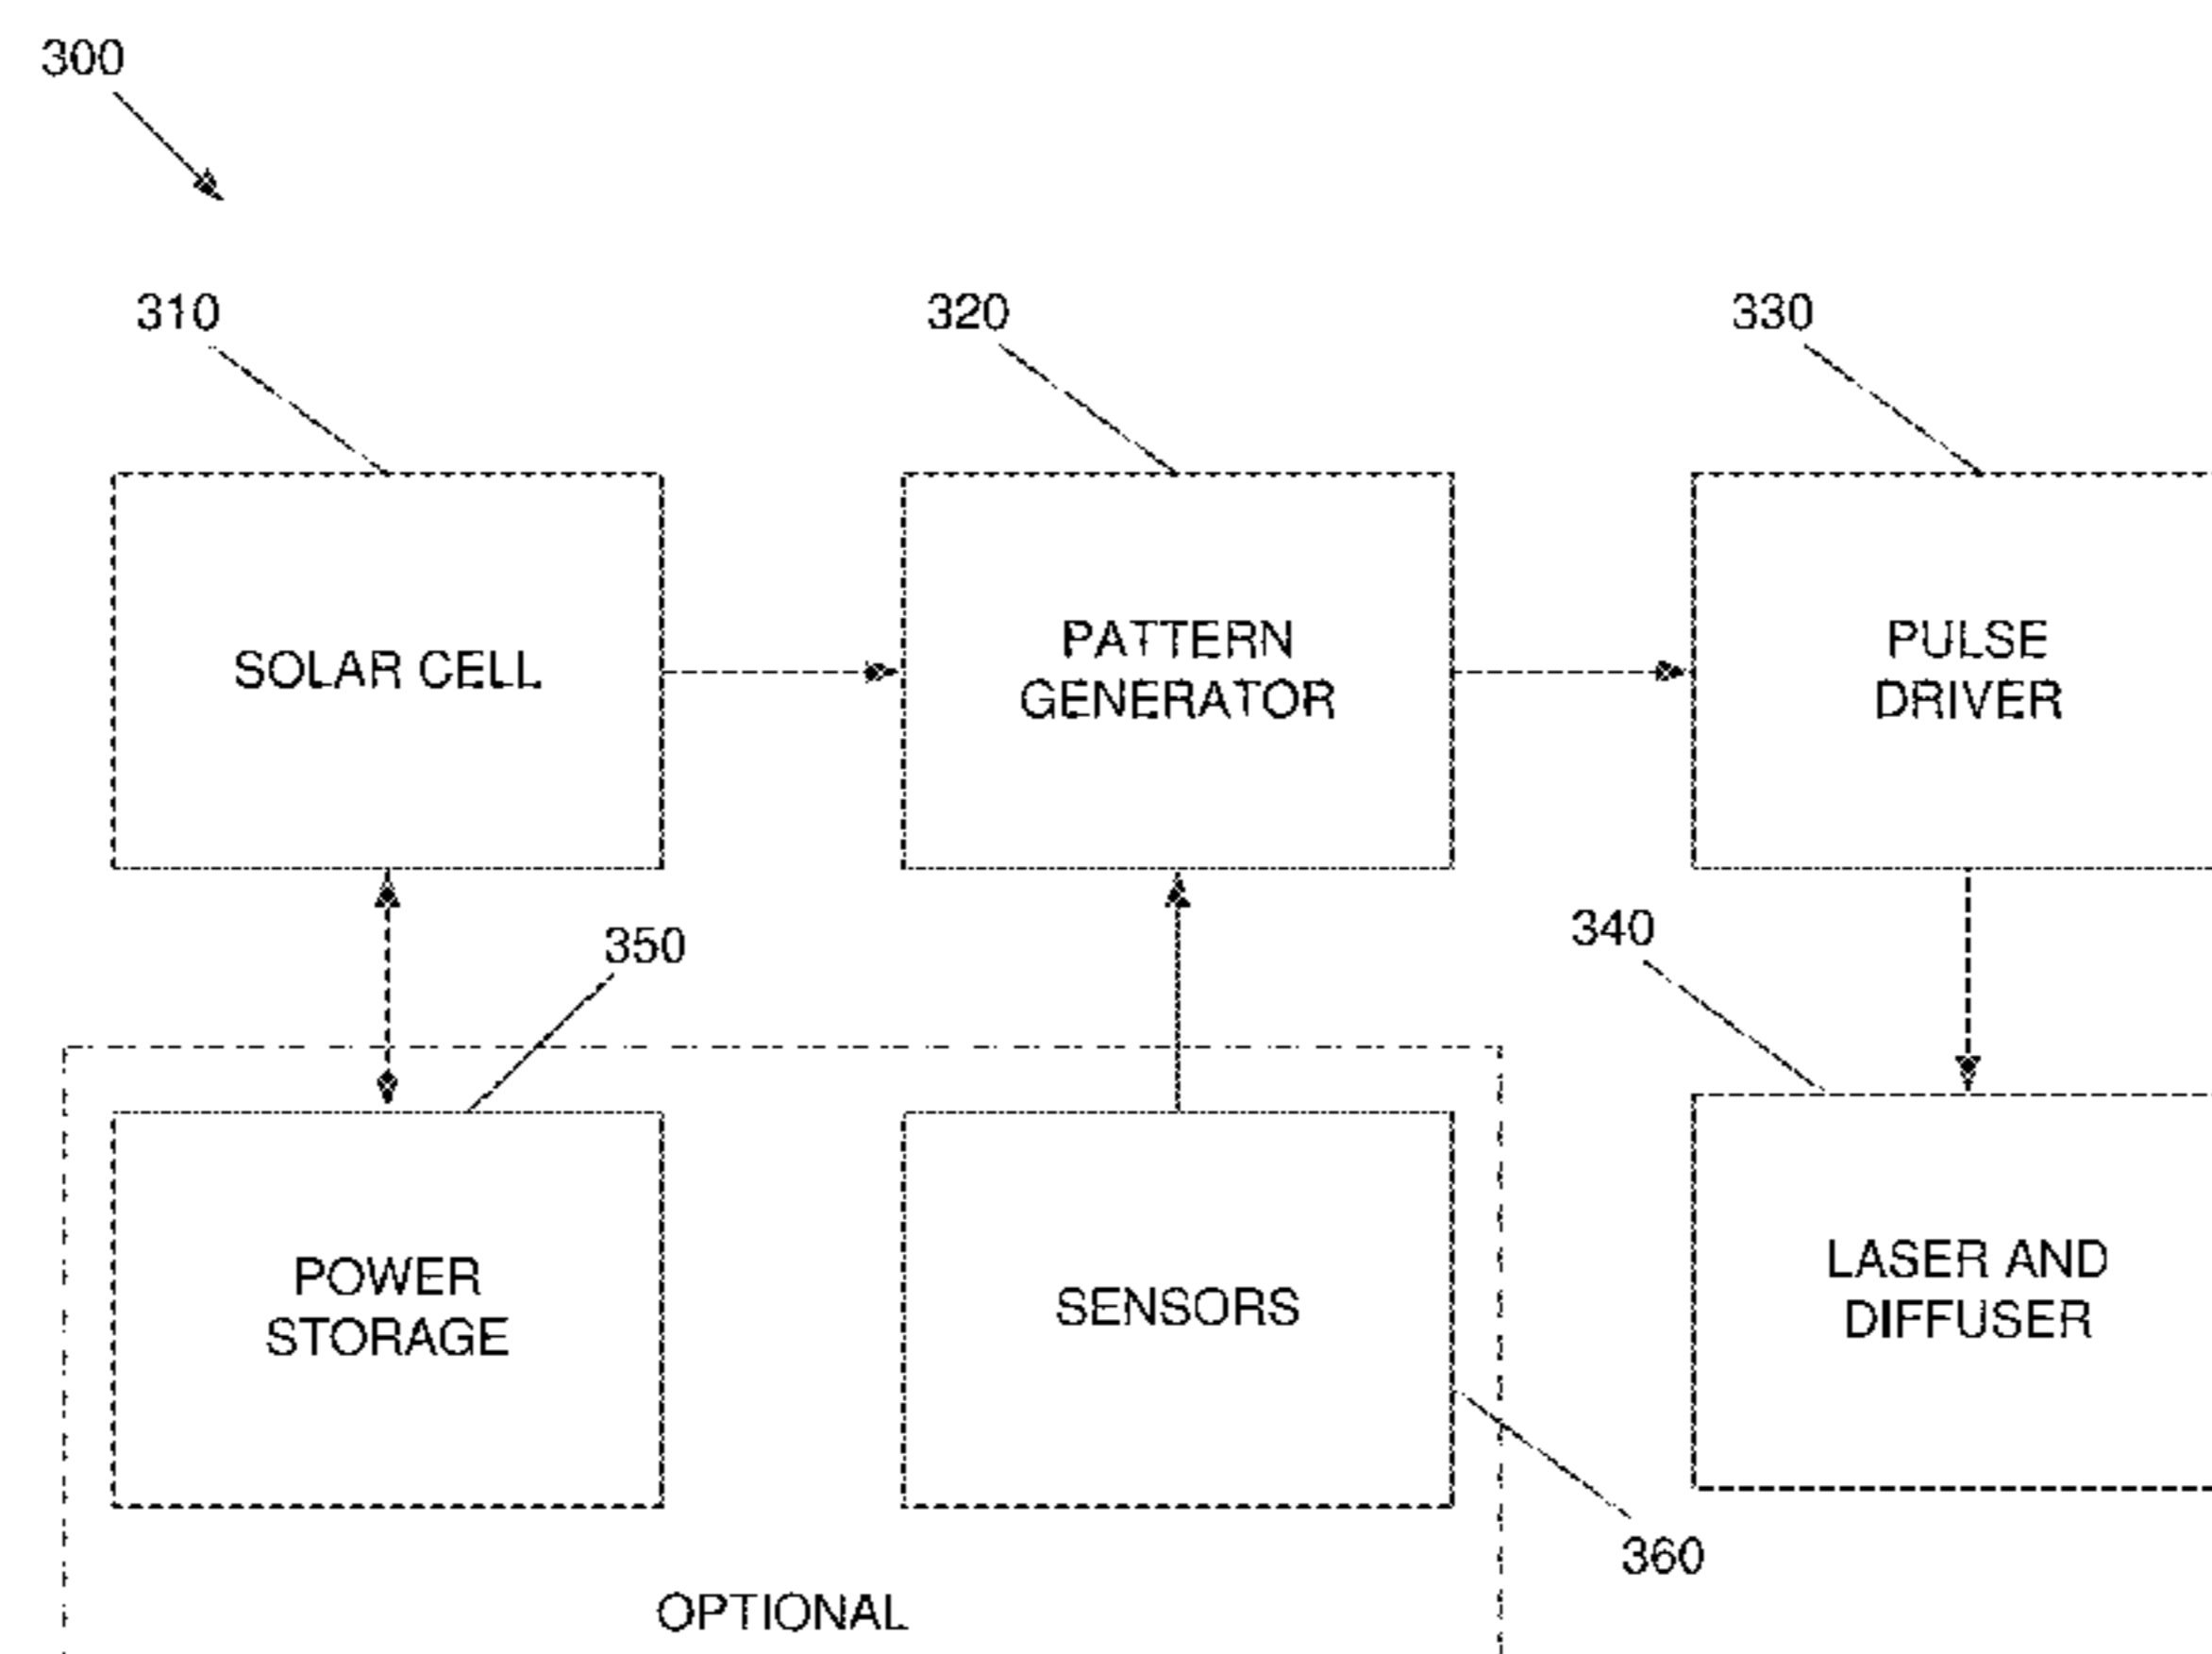 300
310
320
330
SOLAR CELL
PATTERN
GENERATOR
PULSE
DRIVER
350
340
POWER
STORAGE
SENSORS
LASER AND
DIFFUSER
360
OPTIONAL